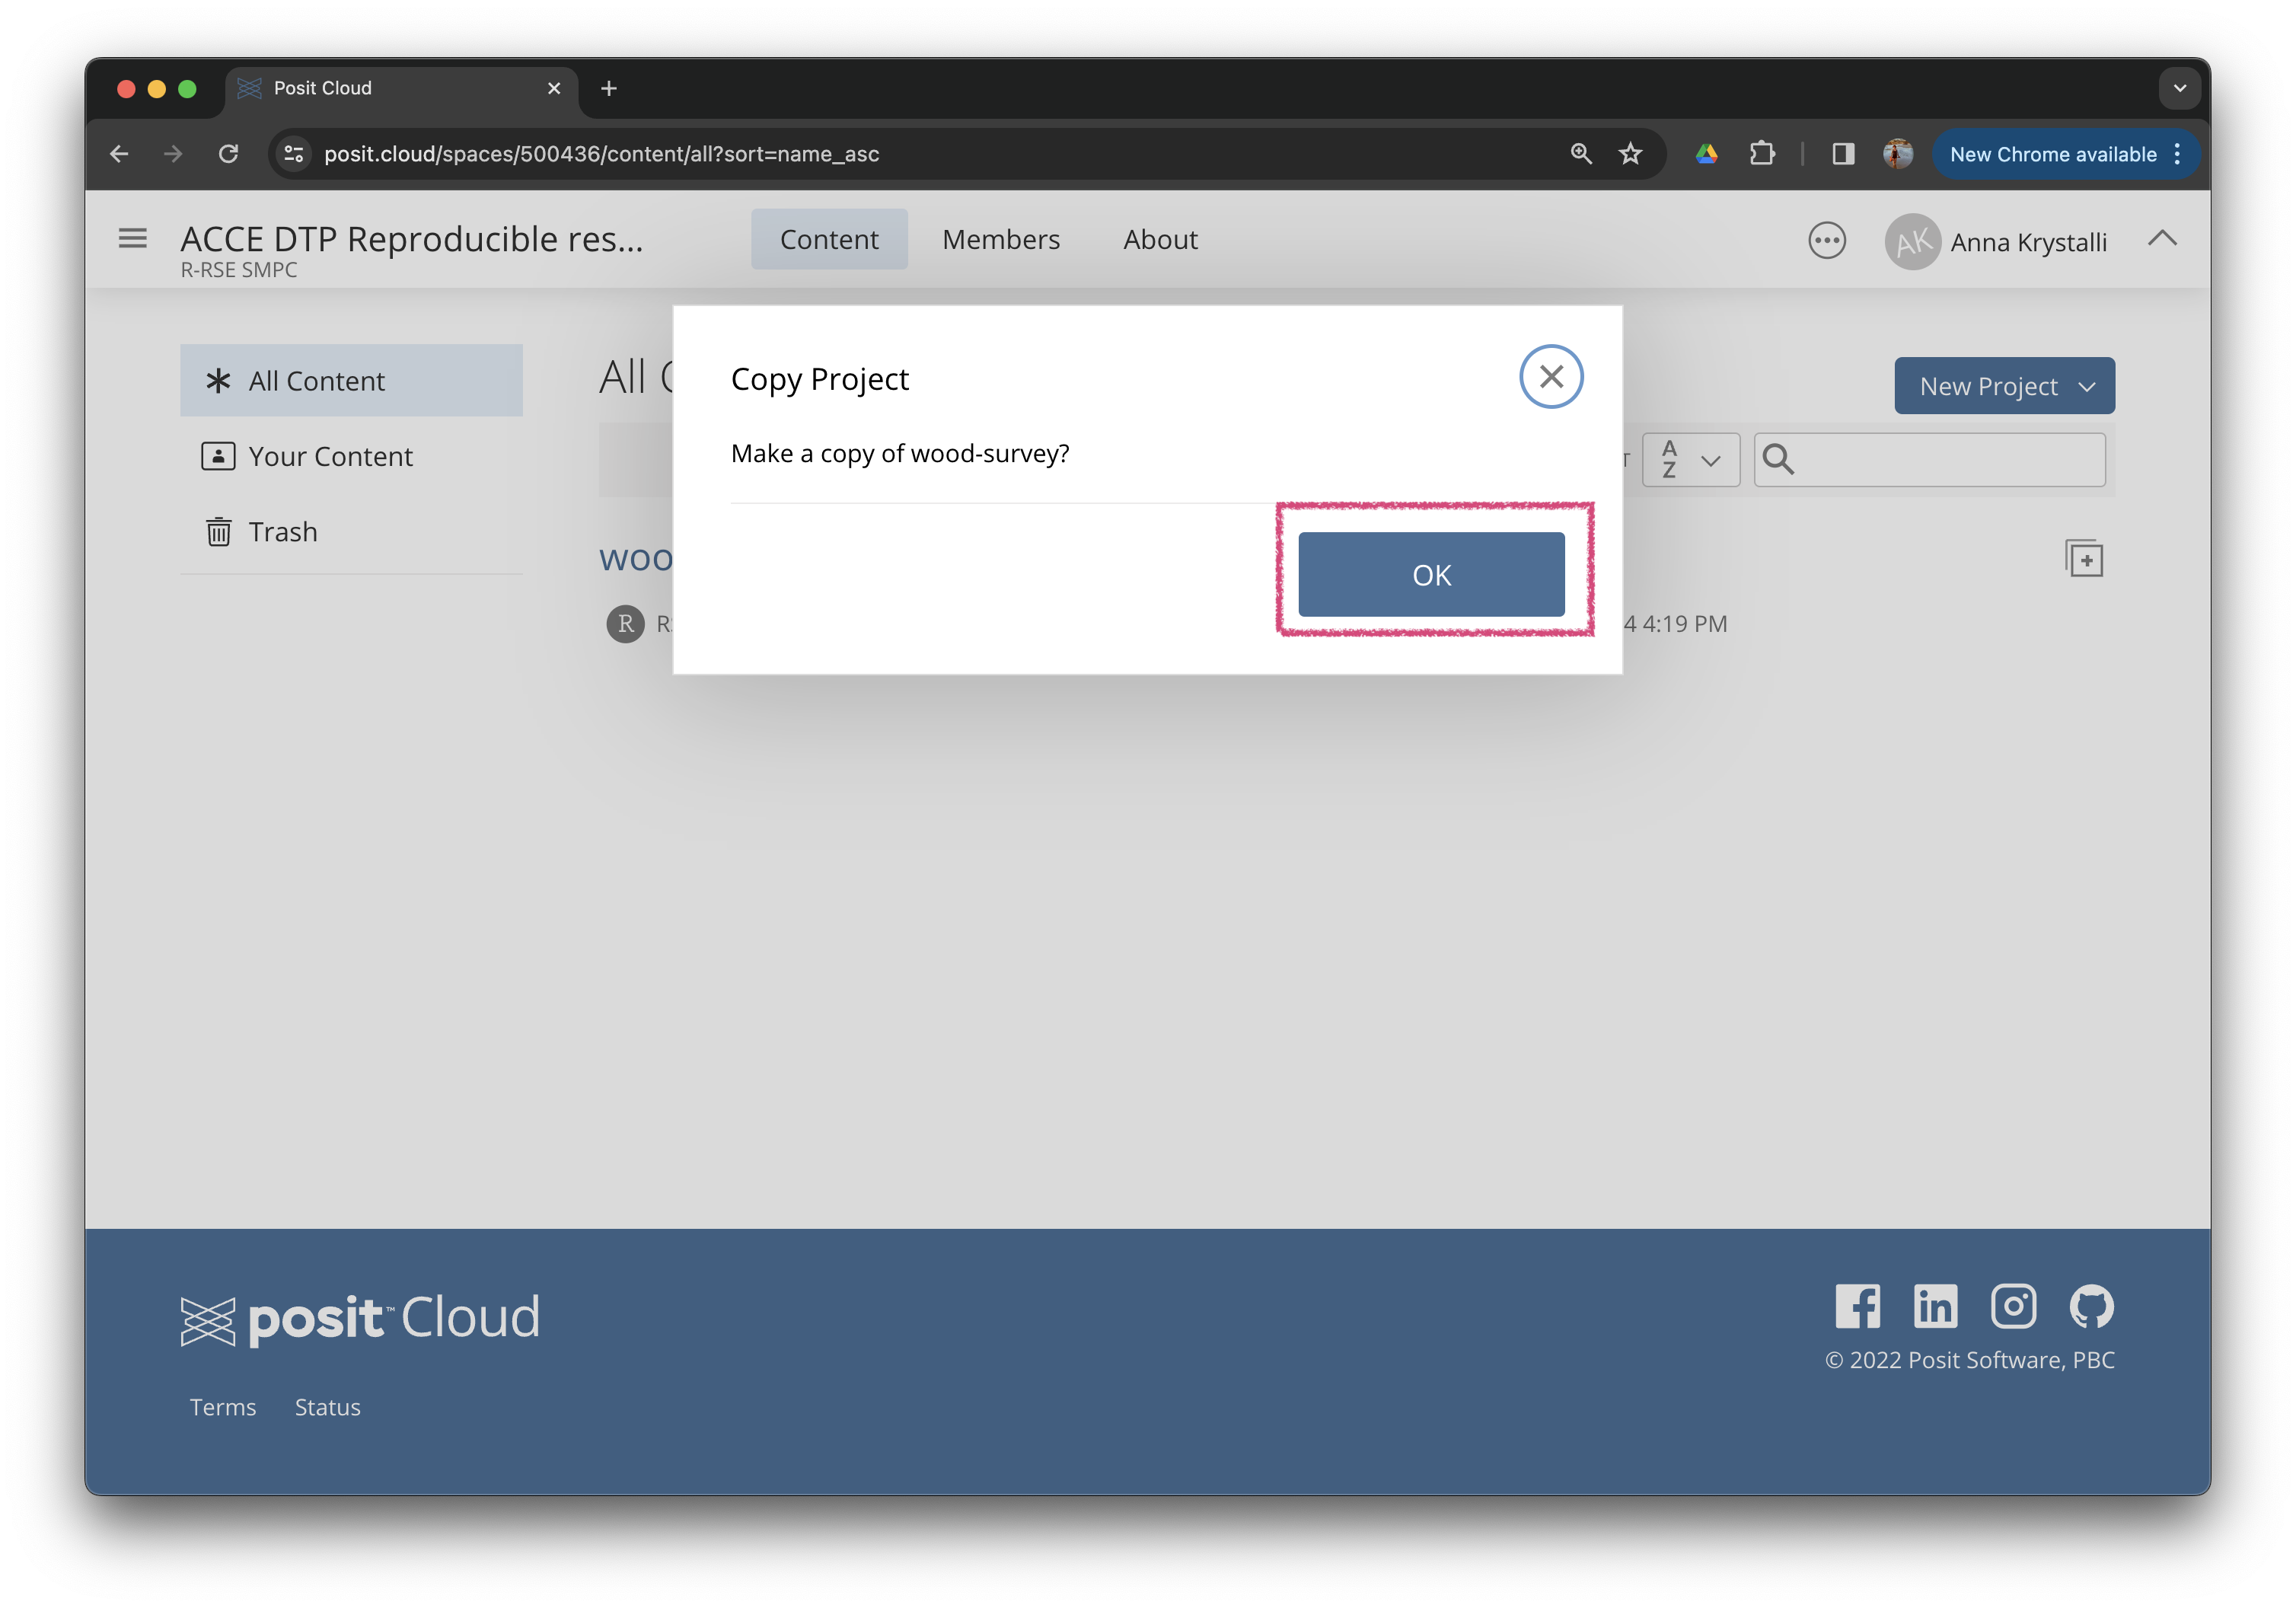 Posit Cloud
posit.cloud/spaces/500436/content/all?sort=name_asc
New Chrome available
ACCE DTP Reproducible res...
R-RSE SMPC
Content
Members
About
AK
Anna Krystalli
All Content
Your Content
Trash
All
New Project
A
Z
Copy Project
Make a copy of wood-survey?
OK
woo
R
4 4:19 PM
posit™ Cloud
Terms
Status
© 2022 Posit Software, PBC